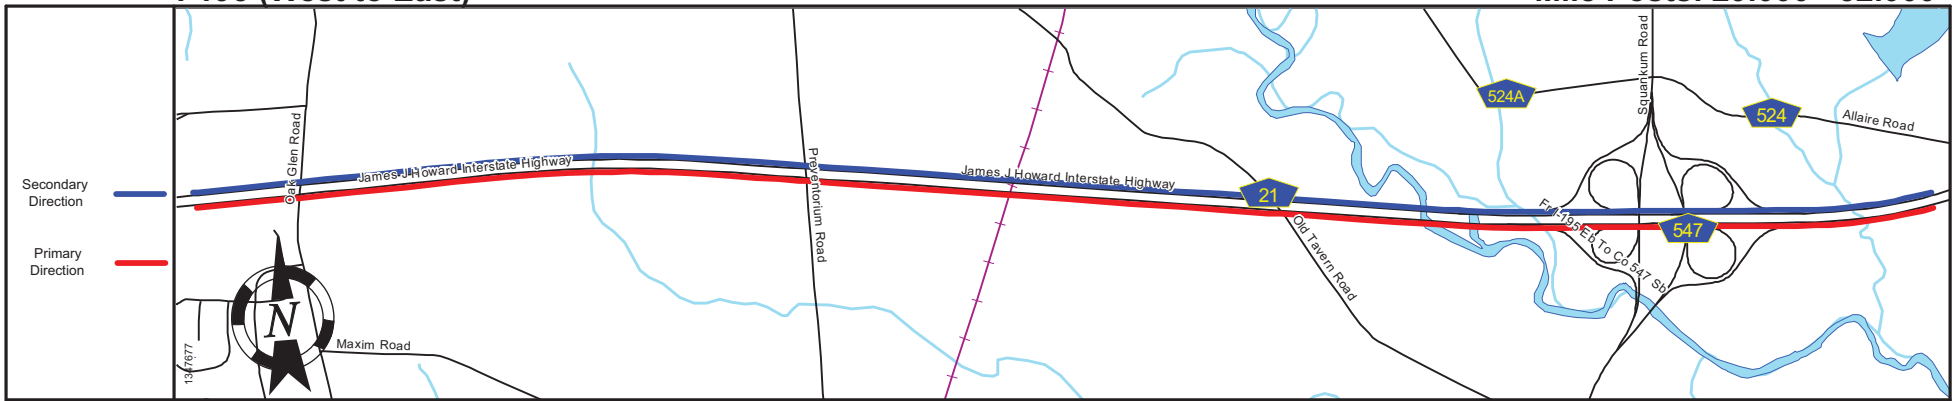 Secondary
Direction
Primary
Direction
Oak Glen Road
James J Howard Interstate Highway
Preventorium Road
James J Howard Interstate Highway
21
Old Tavern Road
524A
Squankum Road
524
Allaire Road
Fr I-195 Eb To Co 547 Sb
547
N
Maxim Road
1347677